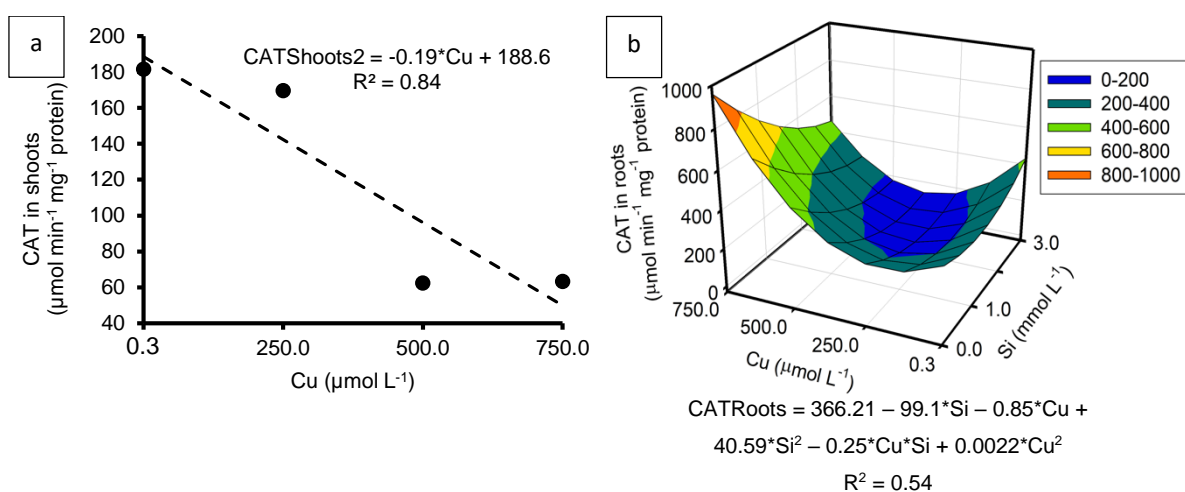 a
CATShoots2 = -0.19*Cu + 188.6
R² = 0.84
CAT in shoots
(µmol min⁻¹ mg⁻¹ protein)
200
180
160
140
120
100
80
60
40
0.3
250.0
500.0
750.0
Cu (µmol L⁻¹)
b
0-200
200-400
400-600
600-800
800-1000
CAT in roots
(µmol min⁻¹ mg⁻¹ protein)
1000
800
600
400
200
0
750.0
500.0
250.0
0.3
Cu (µmol L⁻¹)
0.0
1.0
3.0
Si (mmol L⁻¹)
CATRoots = 366.21 – 99.1*Si – 0.85*Cu +
40.59*Si² – 0.25*Cu*Si + 0.0022*Cu²
R² = 0.54